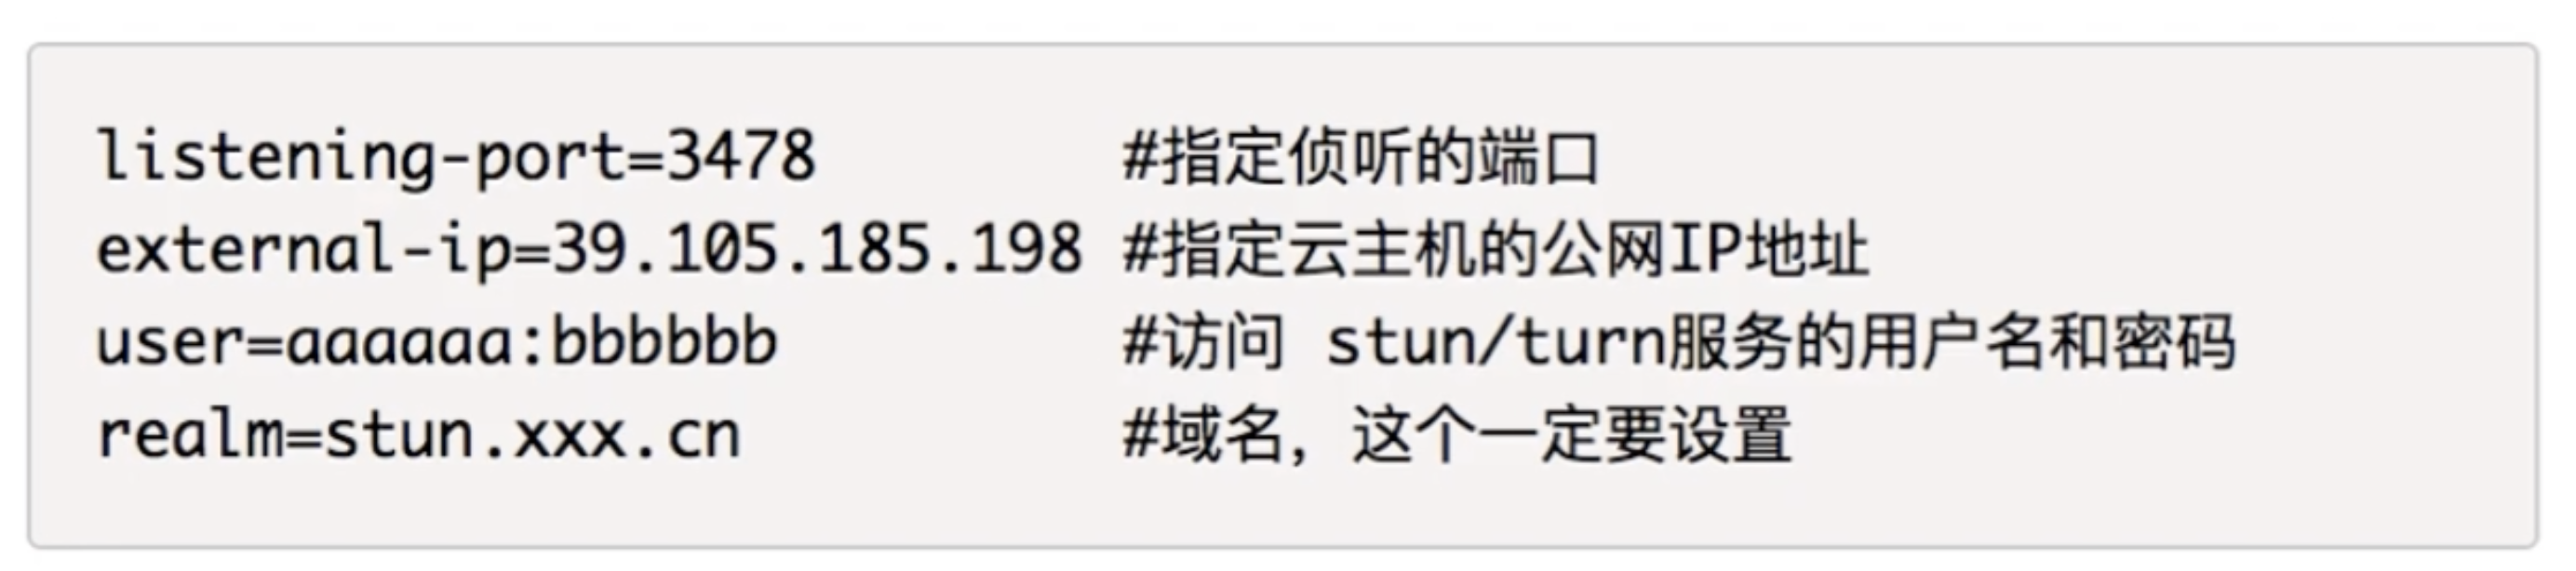 listening-port=3478 #指定侦听的端口
external-ip=39.105.185.198 #指定云主机的公网IP地址
user=aaaaaa:bbbbbb #访问 stun/turn服务的用户名和密码
realm=stun.xxx.cn #域名，这个一定要设置